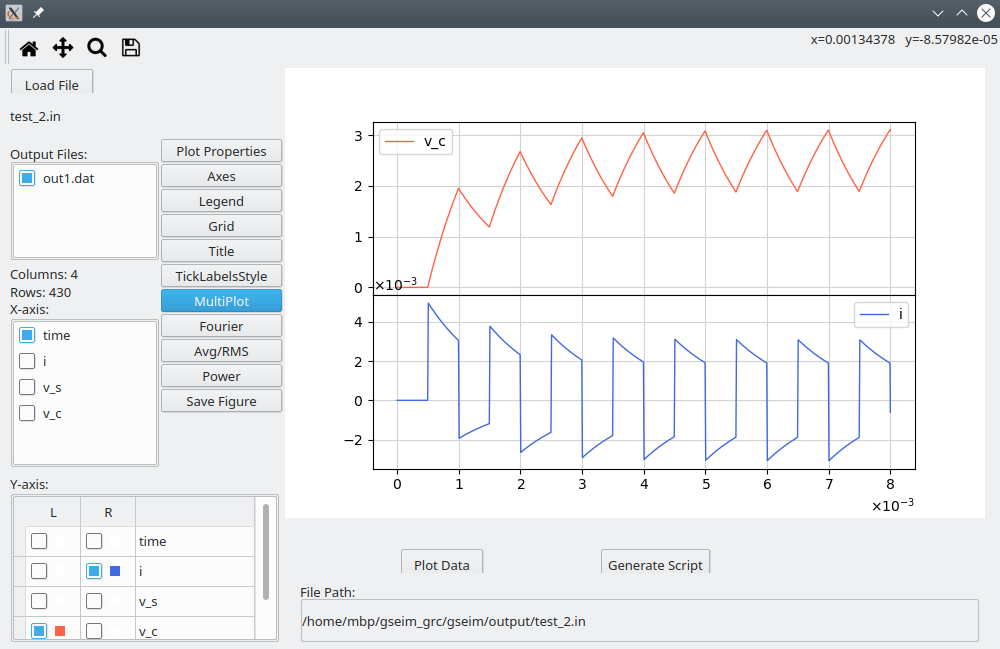 x=0.00134378 y=-8.57982e-05
Load File
test_2.in
Output Files:
out1.dat
Columns: 4
Rows: 430
X-axis:
time
i
v_s
v_c
Plot Properties
Axes
Legend
Grid
Title
TickLabelsStyle
MultiPlot
Fourier
Avg/RMS
Power
Save Figure
Y-axis:
L R
time
i
v_s
v_c
v_c
3
2
1
0
×10⁻³
i
4
2
0
−2
0 1 2 3 4 5 6 7 8
×10⁻³
Plot Data Generate Script
File Path:
/home/mbp/gseim_grc/gseim/output/test_2.in